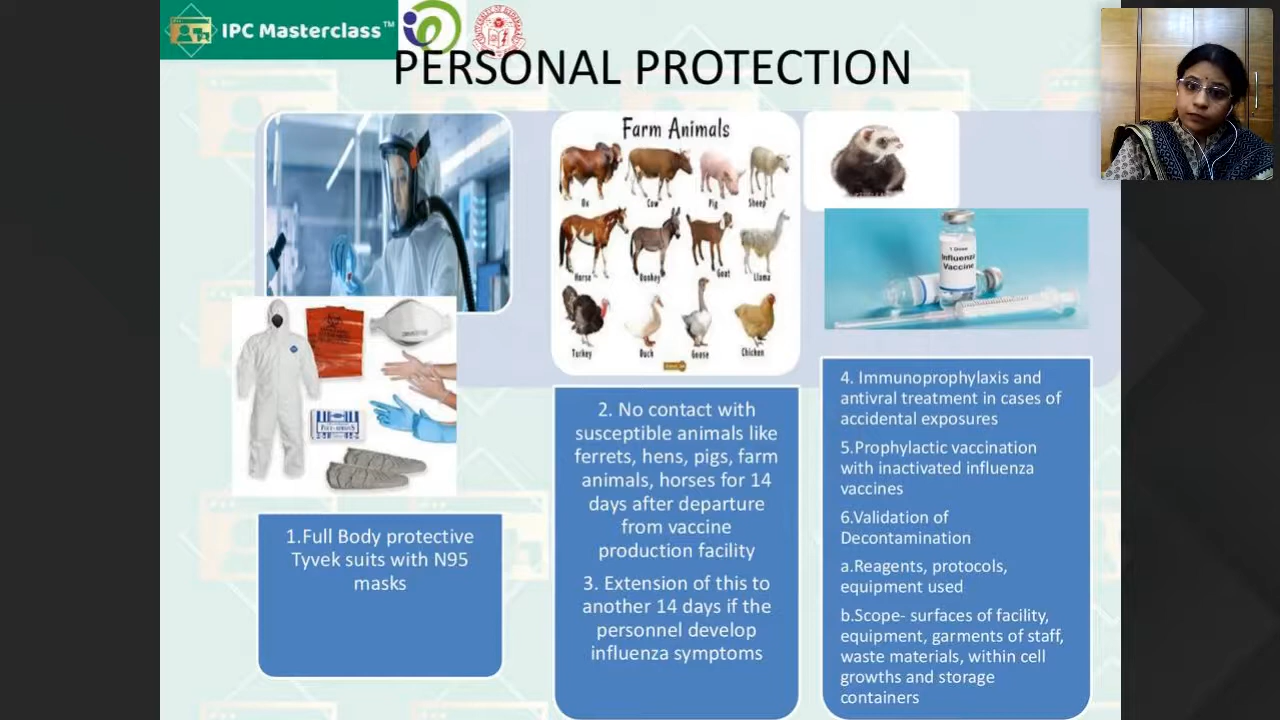 IPC Masterclass™
PERSONAL PROTECTION
Farm Animals
Ox Cow Pig Sheep
Horse Donkey Goat Llama
Turkey Duck Goose Chicken
Influenza
Vaccine
1.Full Body protective
Tyvek suits with N95
masks
2. No contact with
susceptible animals like
ferrets, hens, pigs, farm
animals, horses for 14
days after departure
from vaccine
production facility
3. Extension of this to
another 14 days if the
personnel develop
influenza symptoms
4. Immunoprophylaxis and
antivral treatment in cases of
accidental exposures
5.Prophylactic vaccination
with inactivated influenza
vaccines
6.Validation of
Decontamination
a.Reagents, protocols,
equipment used
b.Scope- surfaces of facility,
equipment, garments of staff,
waste materials, within cell
growths and storage
containers